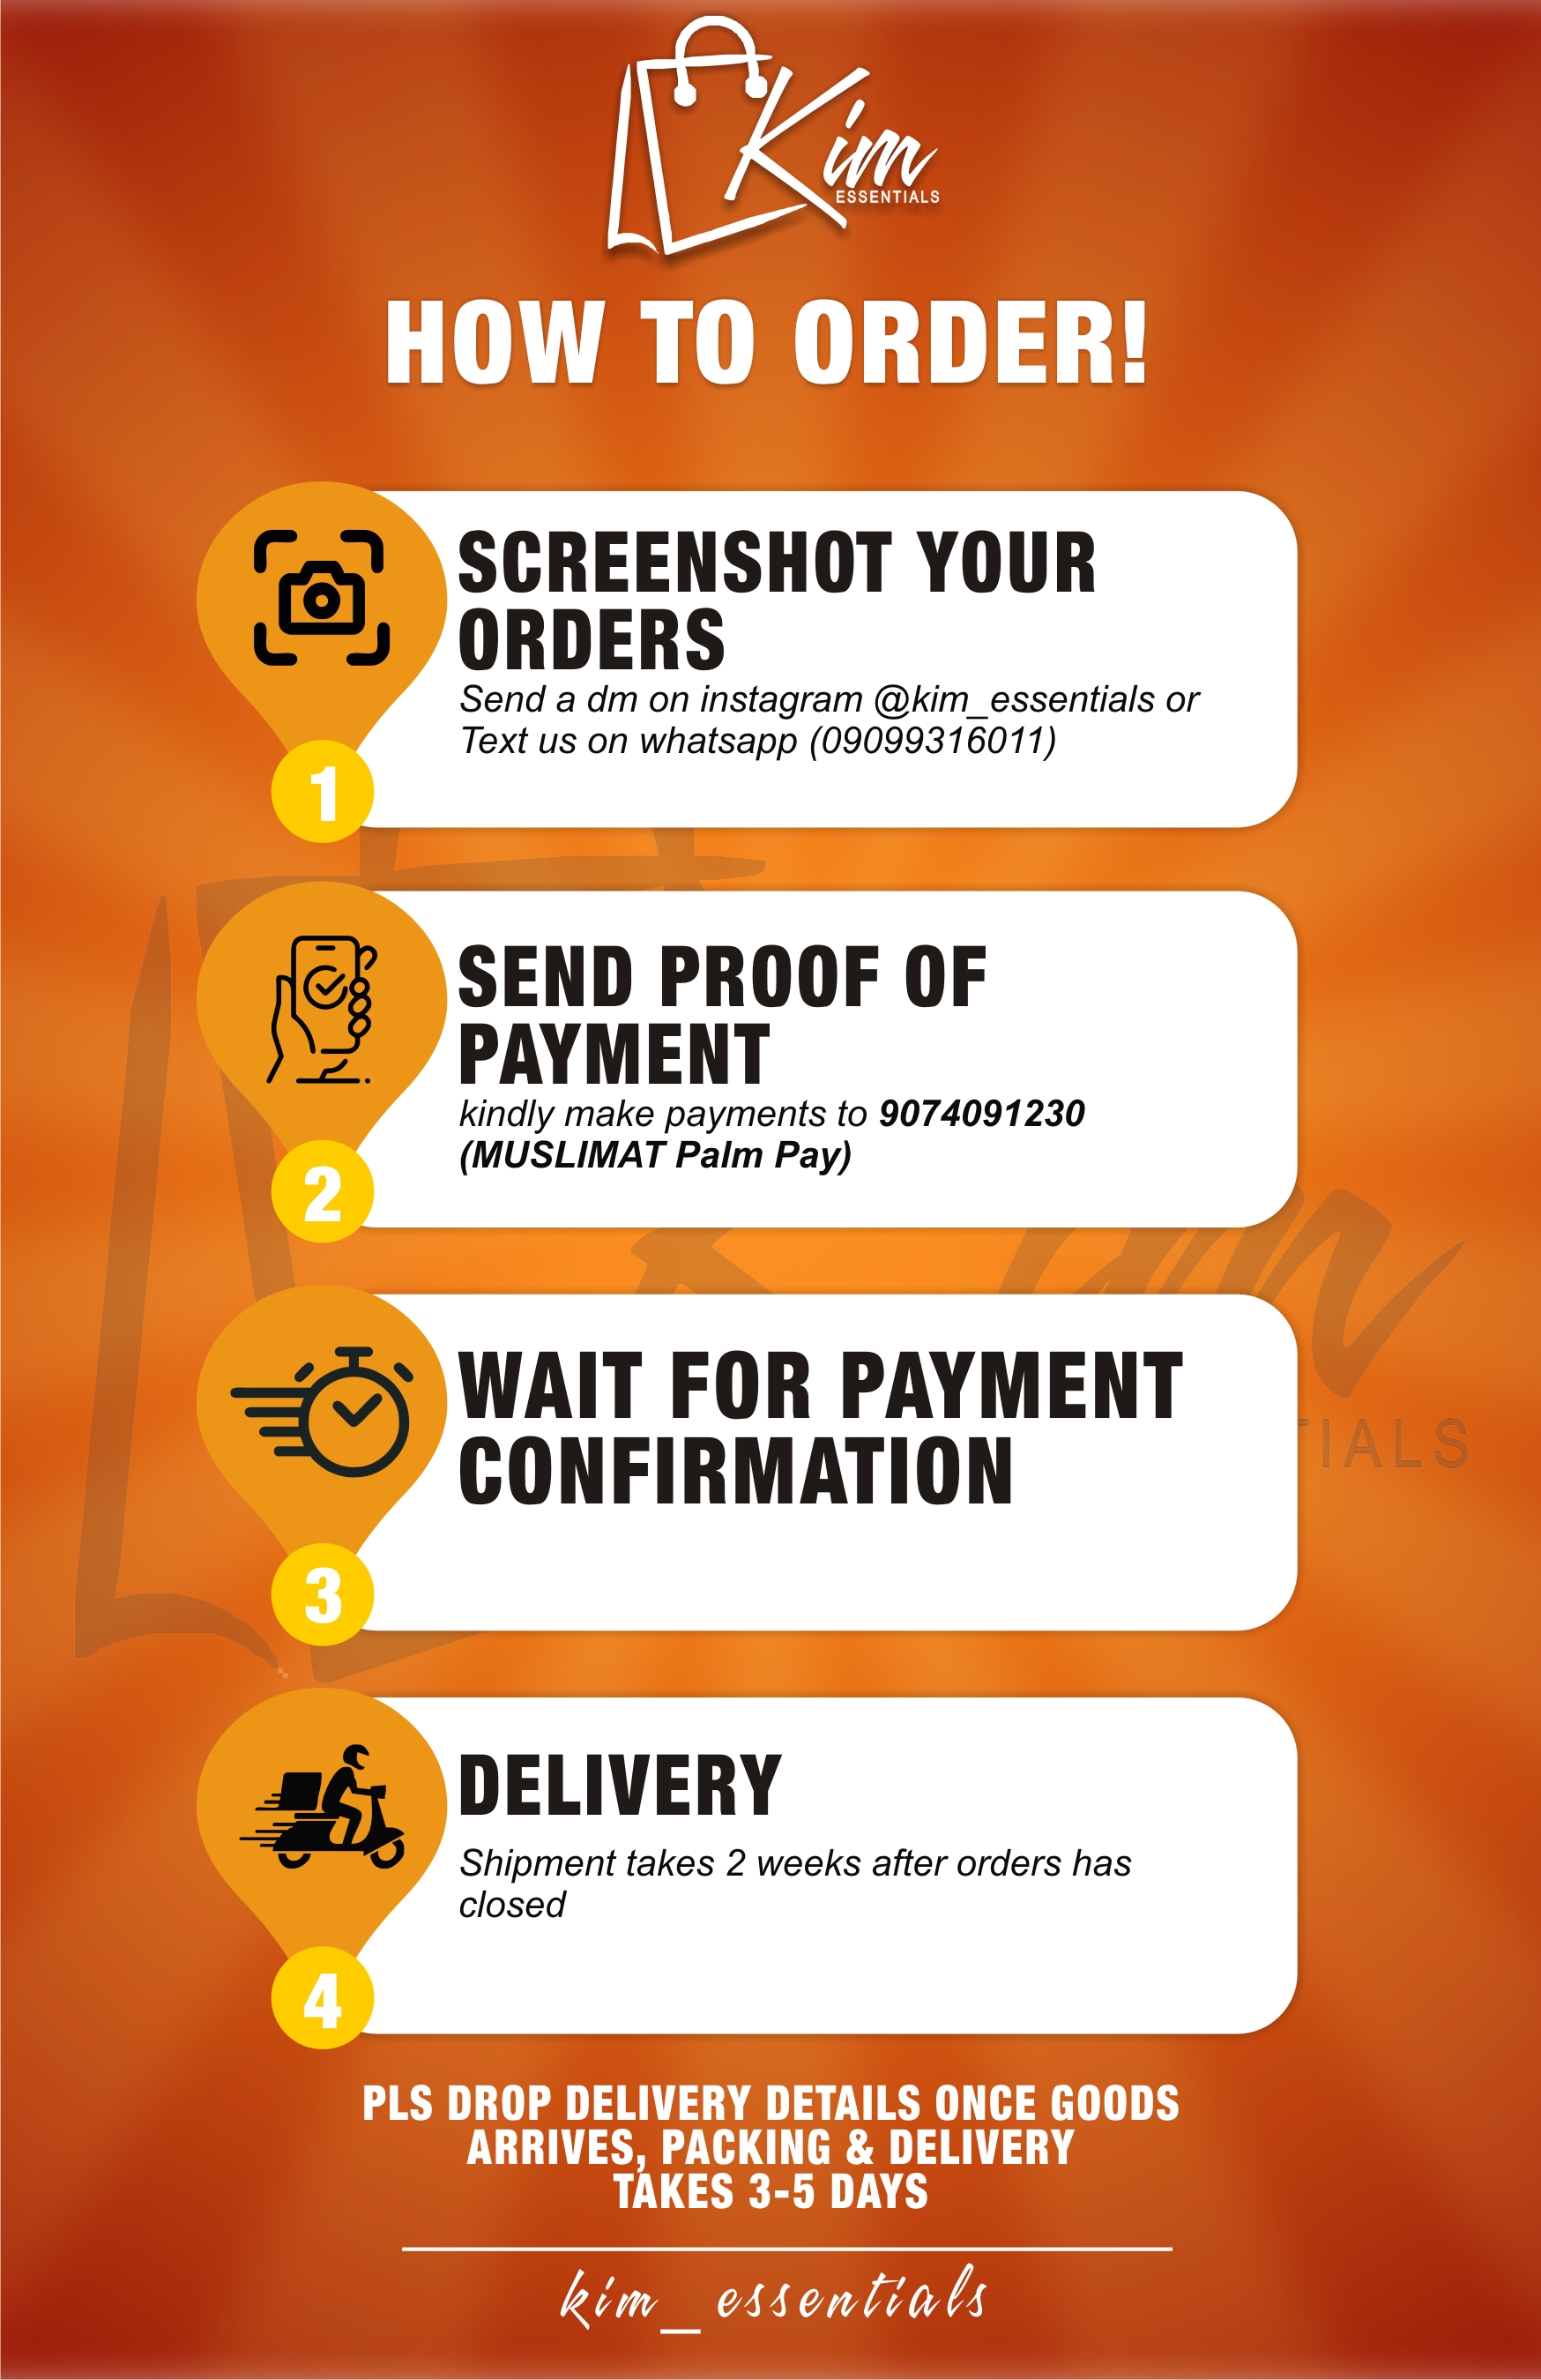 Kim
ESSENTIALS
HOW TO ORDER!
SCREENSHOT YOUR
ORDERS
Send a dm on instagram @kim_essentials or
Text us on whatsapp (09099316011)
1
SEND PROOF OF
PAYMENT
kindly make payments to 9074091230
(MUSLIMAT Palm Pay)
2
WAIT FOR PAYMENT
CONFIRMATION
TIALS
3
DELIVERY
Shipment takes 2 weeks after orders has
closed
4
PLS DROP DELIVERY DETAILS ONCE GOODS
ARRIVES, PACKING & DELIVERY
TAKES 3-5 DAYS
kim_essentials